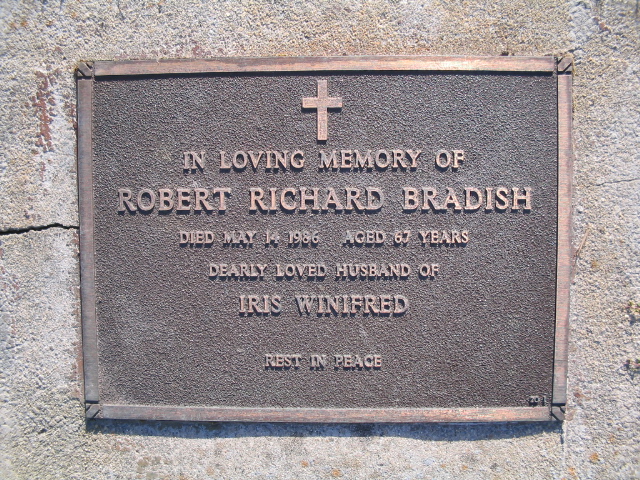 IN LOVING MEMORY OF
ROBERT RICHARD BRADISH
DIED MAY 14 1986 AGED 67 YEARS
DEARLY LOVED HUSBAND OF
IRIS WINIFRED
REST IN PEACE